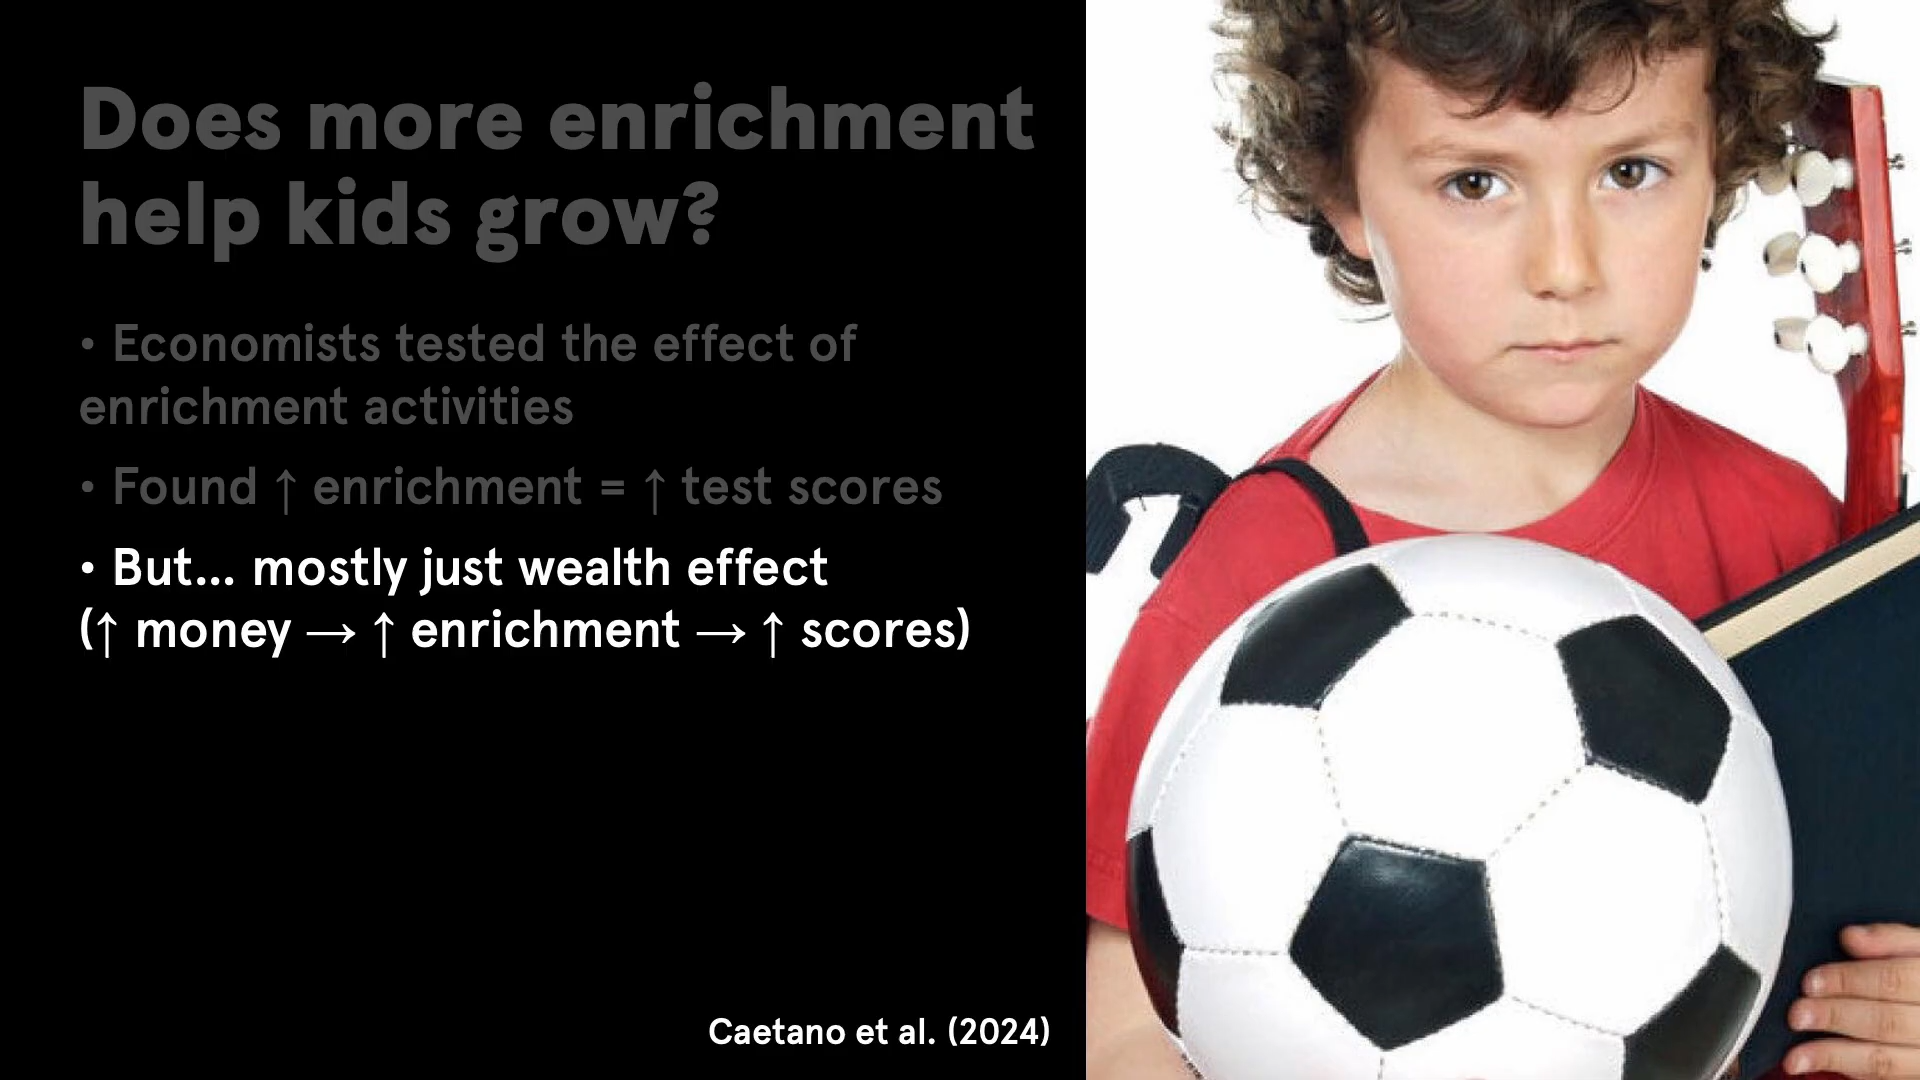 Does more enrichment
help kids grow?
• Economists tested the effect of
enrichment activities
• Found ↑ enrichment = ↑ test scores
• But... mostly just wealth effect
(↑ money → ↑ enrichment → ↑ scores)
Caetano et al. (2024)